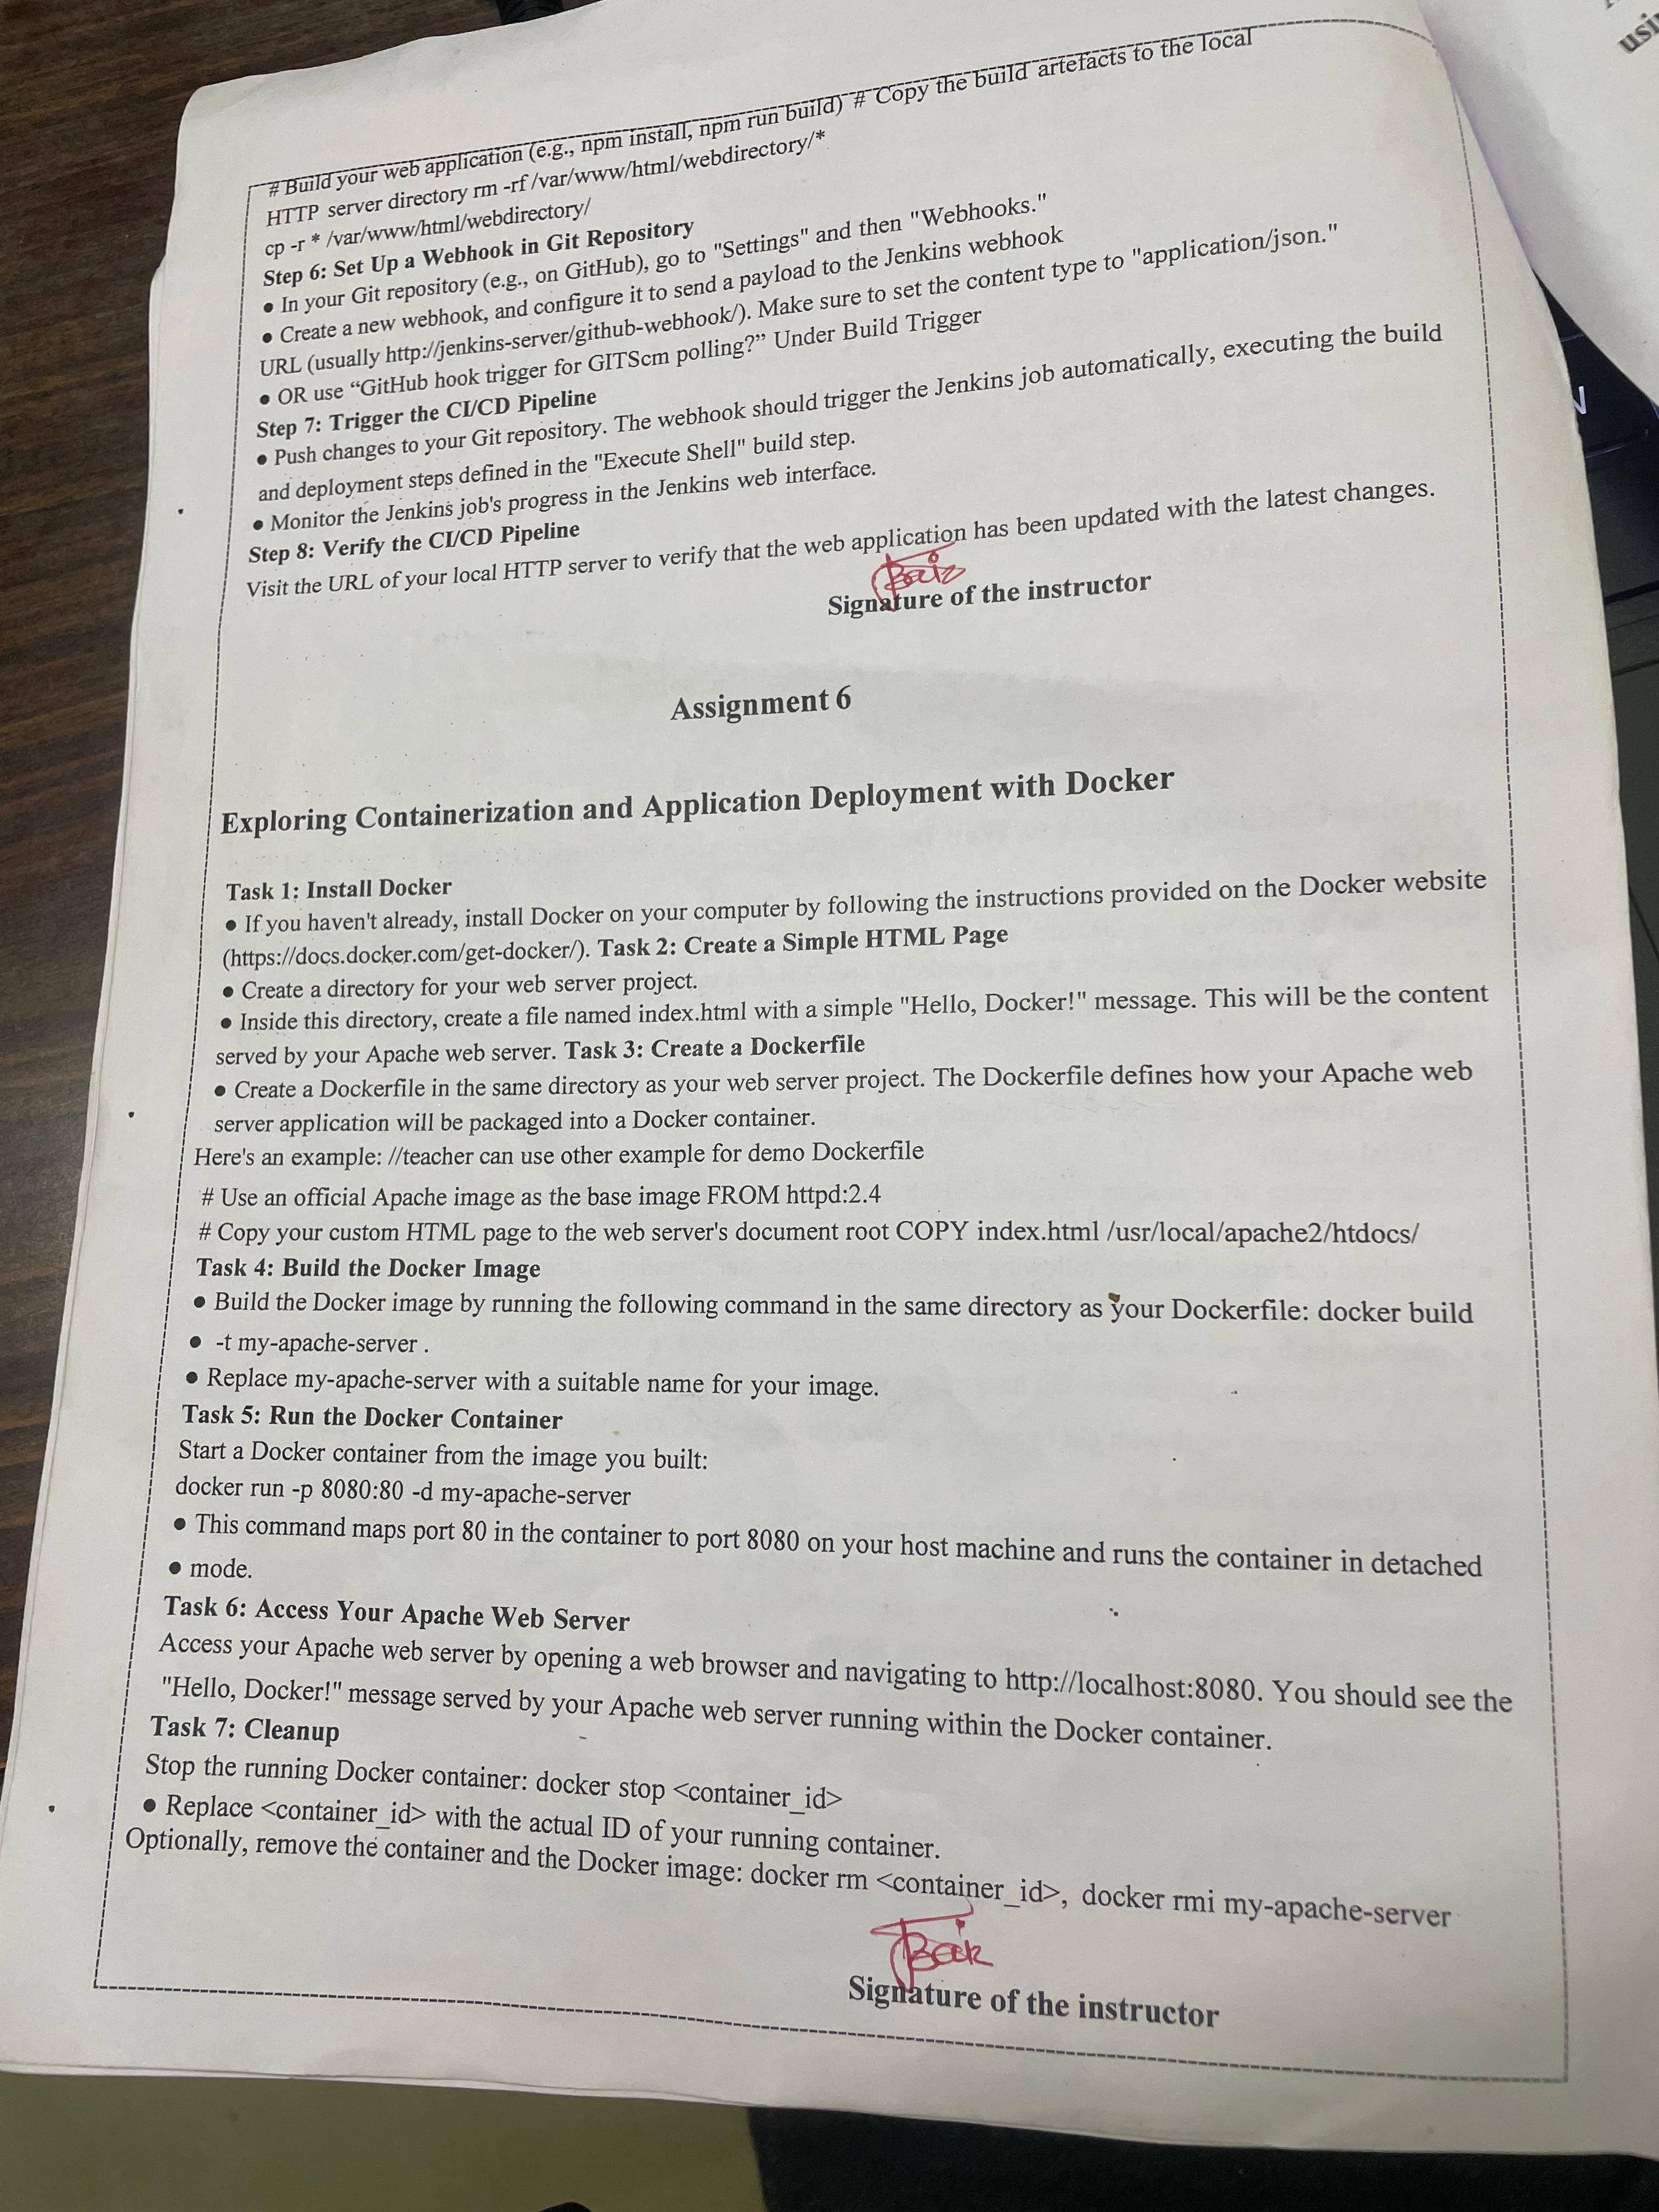 # Build your web application (e.g., npm install, npm run build) # Copy the build artefacts to the local
HTTP server directory rm -rf /var/www/html/webdirectory/*
cp -r * /var/www/html/webdirectory/
Step 6: Set Up a Webhook in Git Repository
● In your Git repository (e.g., on GitHub), go to "Settings" and then "Webhooks."
● Create a new webhook, and configure it to send a payload to the Jenkins webhook
URL (usually http://jenkins-server/github-webhook/). Make sure to set the content type to "application/json."
● OR use “GitHub hook trigger for GITScm polling?” Under Build Trigger
Step 7: Trigger the CI/CD Pipeline
● Push changes to your Git repository. The webhook should trigger the Jenkins job automatically, executing the build
and deployment steps defined in the "Execute Shell" build step.
● Monitor the Jenkins job's progress in the Jenkins web interface.
Step 8: Verify the CI/CD Pipeline
Visit the URL of your local HTTP server to verify that the web application has been updated with the latest changes.
Signature of the instructor
Assignment 6
Exploring Containerization and Application Deployment with Docker
Task 1: Install Docker
● If you haven't already, install Docker on your computer by following the instructions provided on the Docker website
(https://docs.docker.com/get-docker/). Task 2: Create a Simple HTML Page
● Create a directory for your web server project.
● Inside this directory, create a file named index.html with a simple "Hello, Docker!" message. This will be the content
served by your Apache web server. Task 3: Create a Dockerfile
● Create a Dockerfile in the same directory as your web server project. The Dockerfile defines how your Apache web
server application will be packaged into a Docker container.
Here's an example: //teacher can use other example for demo Dockerfile
# Use an official Apache image as the base image FROM httpd:2.4
# Copy your custom HTML page to the web server's document root COPY index.html /usr/local/apache2/htdocs/
Task 4: Build the Docker Image
● Build the Docker image by running the following command in the same directory as your Dockerfile: docker build
● -t my-apache-server .
● Replace my-apache-server with a suitable name for your image.
Task 5: Run the Docker Container
Start a Docker container from the image you built:
docker run -p 8080:80 -d my-apache-server
● This command maps port 80 in the container to port 8080 on your host machine and runs the container in detached
● mode.
Task 6: Access Your Apache Web Server
Access your Apache web server by opening a web browser and navigating to http://localhost:8080. You should see the
"Hello, Docker!" message served by your Apache web server running within the Docker container.
Task 7: Cleanup
Stop the running Docker container: docker stop <container_id>
● Replace <container_id> with the actual ID of your running container.
Optionally, remove the container and the Docker image: docker rm <container_id>, docker rmi my-apache-server
Signature of the instructor